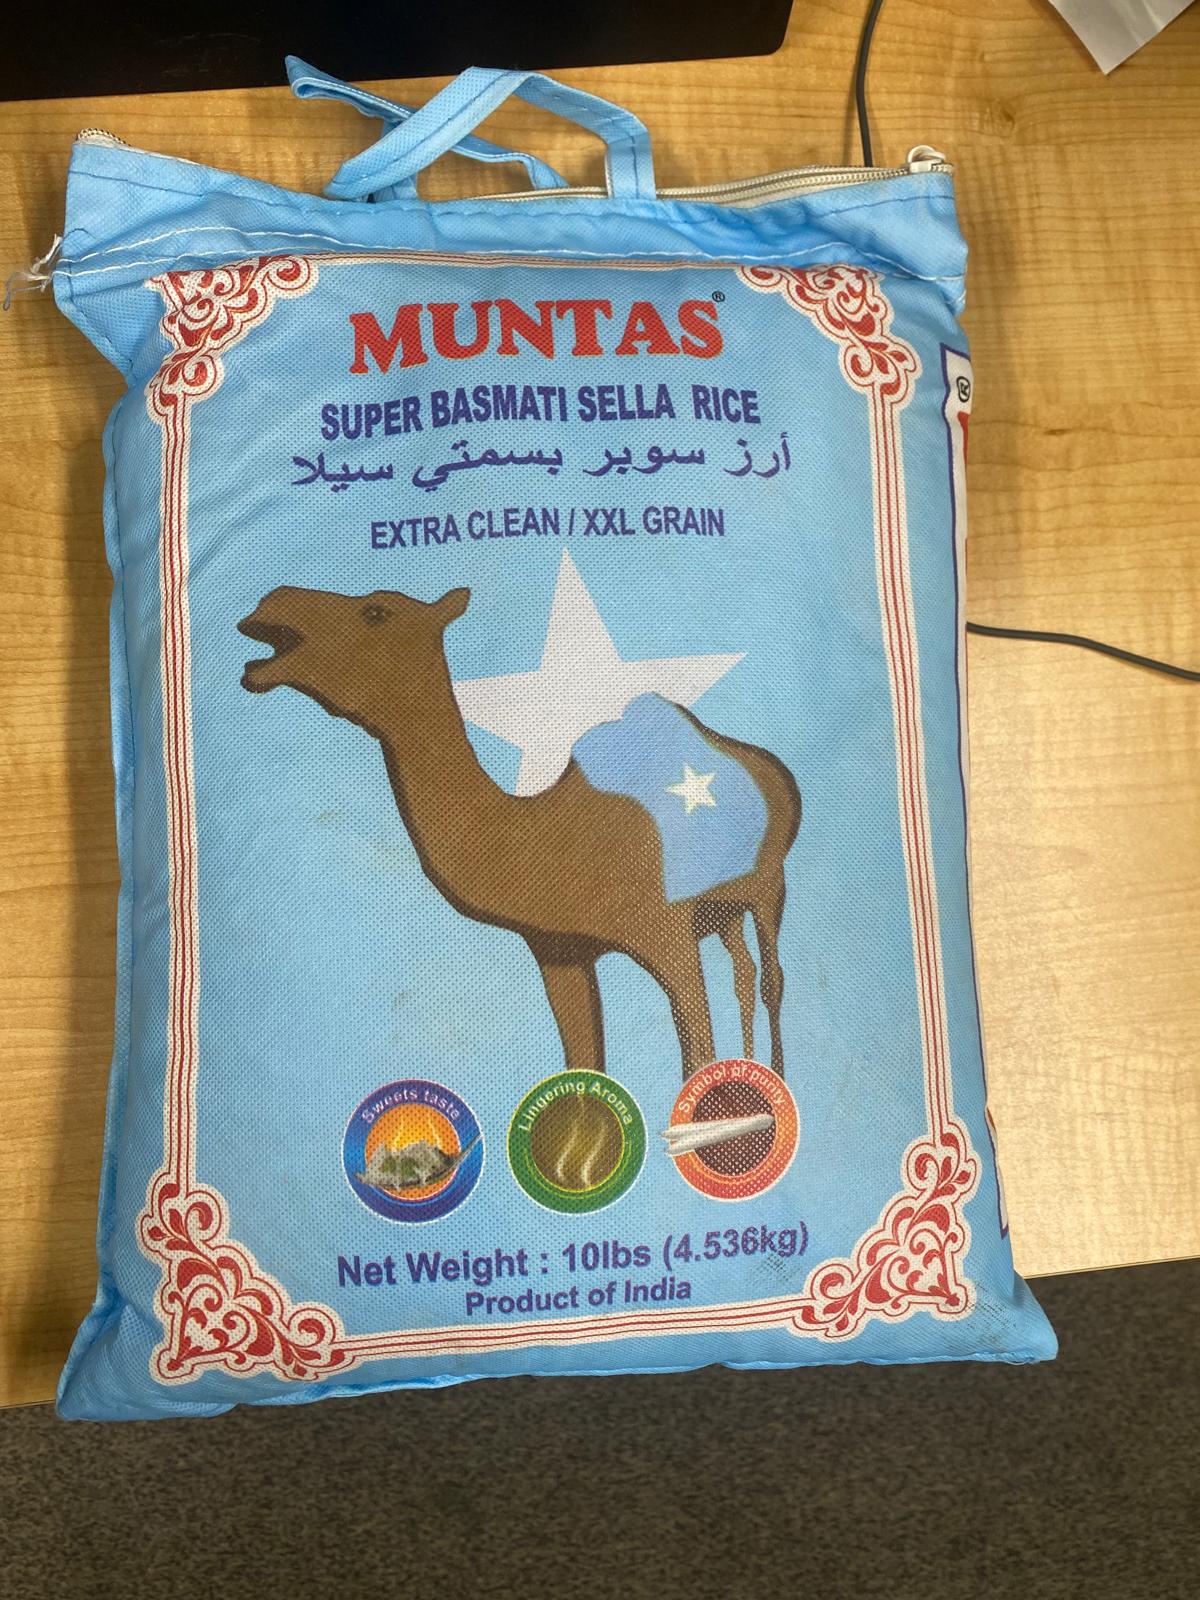 MUNTAS®
SUPER BASMATI SELLA RICE
أرز سوبر بسمتي سيلا
EXTRA CLEAN / XXL GRAIN
Sweets taste
Lingering Aroma
Symbol of purity
Net Weight : 10lbs (4.536kg)
Product of India
®